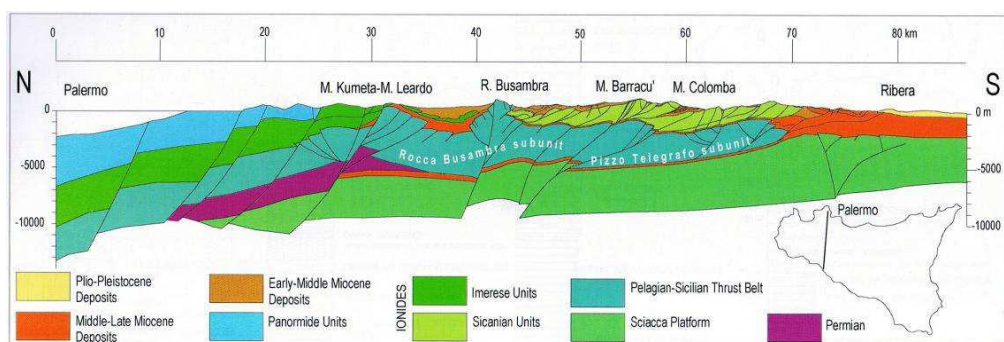 0 10 20 30 40 50 60 70 80 km
N S
Palermo M. Kumeta-M. Leardo R. Busambra M. Barracu' M. Colomba Ribera
0 0 m
-5000 Rocca Busambra subunit Pizzo Telegrafo subunit -5000
-10000 -10000
Palermo
Plio-Pleistocene
Deposits
Early-Middle Miocene
Deposits
IONIDES
Imerese Units
Pelagian-Sicilian Thrust Belt
Middle-Late Miocene
Deposits
Panormide Units
Sicanian Units
Sciacca Platform
Permian